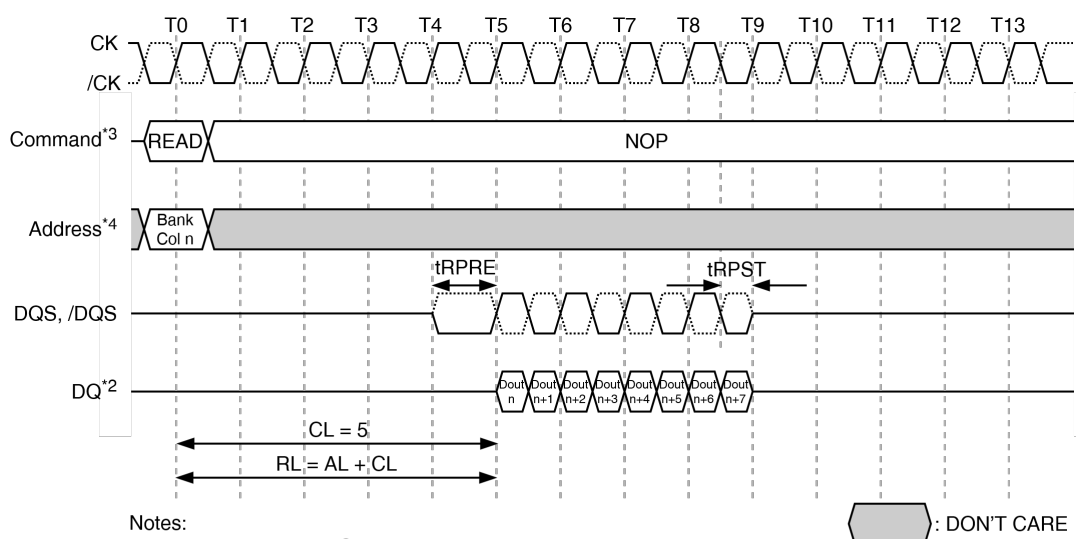 T0 T1 T2 T3 T4 T5 T6 T7 T8 T9 T10 T11 T12 T13
CK
/CK
Command*3 READ NOP
Address*4 Bank Col n
tRPRE tRPST
DQS, /DQS
DQ*2 Dout n Dout n+1 Dout n+2 Dout n+3 Dout n+4 Dout n+5 Dout n+6 Dout n+7
CL = 5
RL = AL + CL
Notes: : DON'T CARE